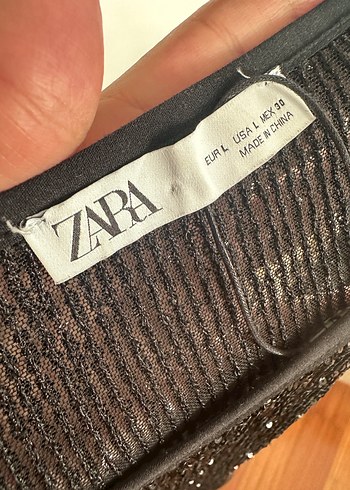 ZARA
EUR L USA L MEX 30
MADE IN CHINA